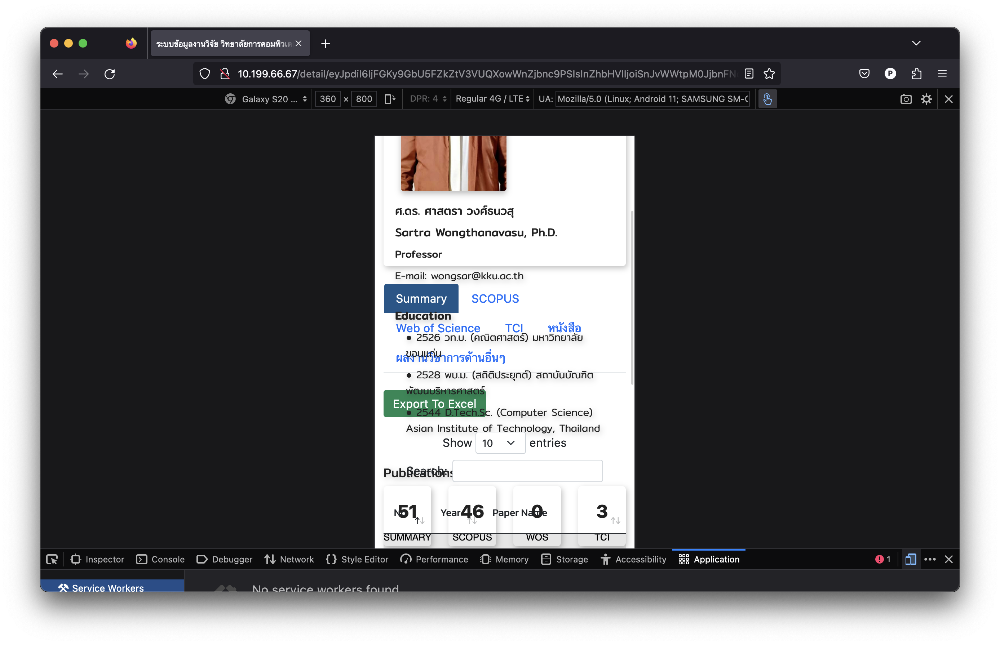 ระบบข้อมูลงานวิจัย วิทยาลัยการคอมพิวเต
10.199.66.67/detail/eyJpdiI6IjFGKy9GbU5FZkZtV3VUQXowWnZjbnc9PSIsInZhbHVlIjoiSnJvWWtpM0JjbnFN
P
Galaxy S20 ... 360 x 800 DPR: 4 Regular 4G / LTE UA: Mozilla/5.0 (Linux; Android 11; SAMSUNG SM-G
ศ.ดร. ศาสตรา วงศ์ธนวสุ
Sartra Wongthanavasu, Ph.D.
Professor
E-mail: wongsar@kku.ac.th
Summary SCOPUS
Education
Web of Science TCI หนังสือ
● 2526 วท.บ. (คณิตศาสตร์) มหาวิทยาลัย
ขอนแก่น
ผลงานวิชาการด้านอื่นๆ
● 2528 พบ.ม. (สถิติประยุกต์) สถาบันบัณฑิต
พัฒนบริหารศาสตร์
Export To Excel
● 2544 D.Tech.Sc. (Computer Science)
Asian Institute of Technology, Thailand
Show 10 entries
Search:
Publications
51 46 0 3
Year Paper Name
SUMMARY SCOPUS WOS TCI
Inspector Console Debugger Network Style Editor Performance Memory Storage Accessibility Application 1
Service Workers
No service workers found